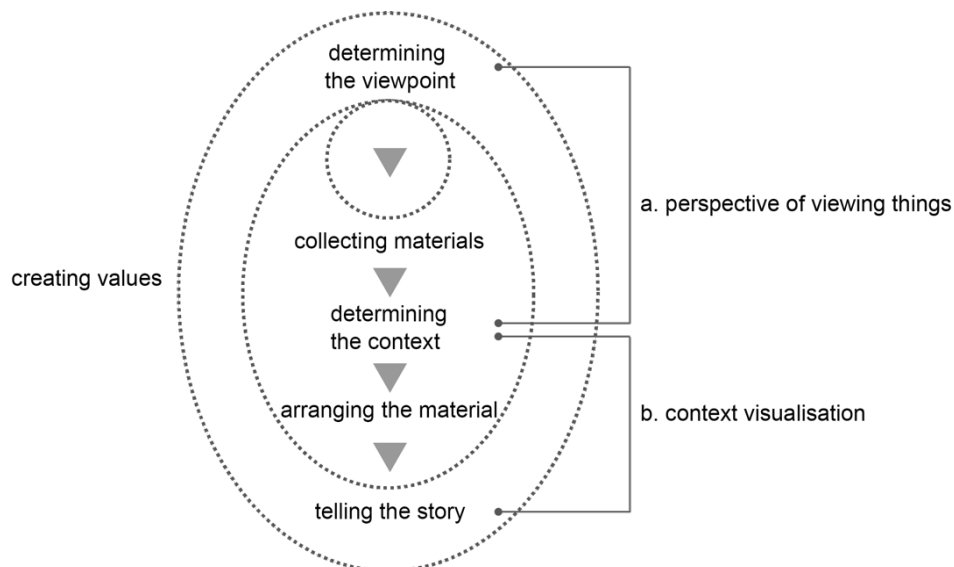 determining
the viewpoint
a. perspective of viewing things
collecting materials
creating values
determining
the context
arranging the material
b. context visualisation
telling the story